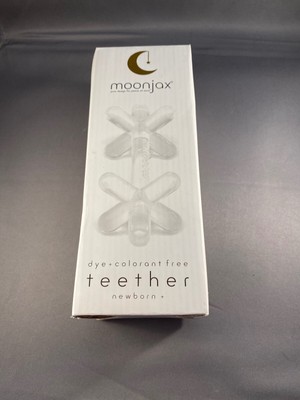 moonjax
dye + colorant free
teether
newborn +